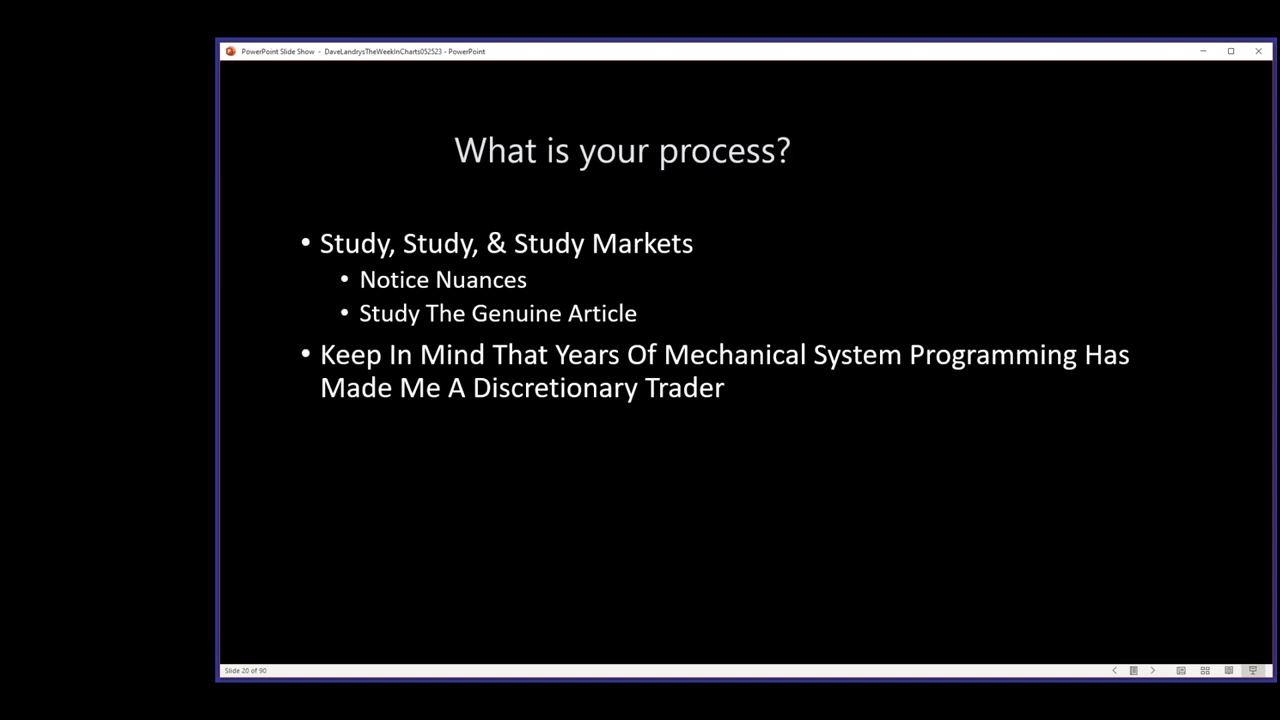 PowerPoint Slide Show - DaveLandrysTheWeekInCharts052523 - PowerPoint
What is your process?
• Study, Study, & Study Markets
• Notice Nuances
• Study The Genuine Article
• Keep In Mind That Years Of Mechanical System Programming Has
Made Me A Discretionary Trader
Slide 20 of 90